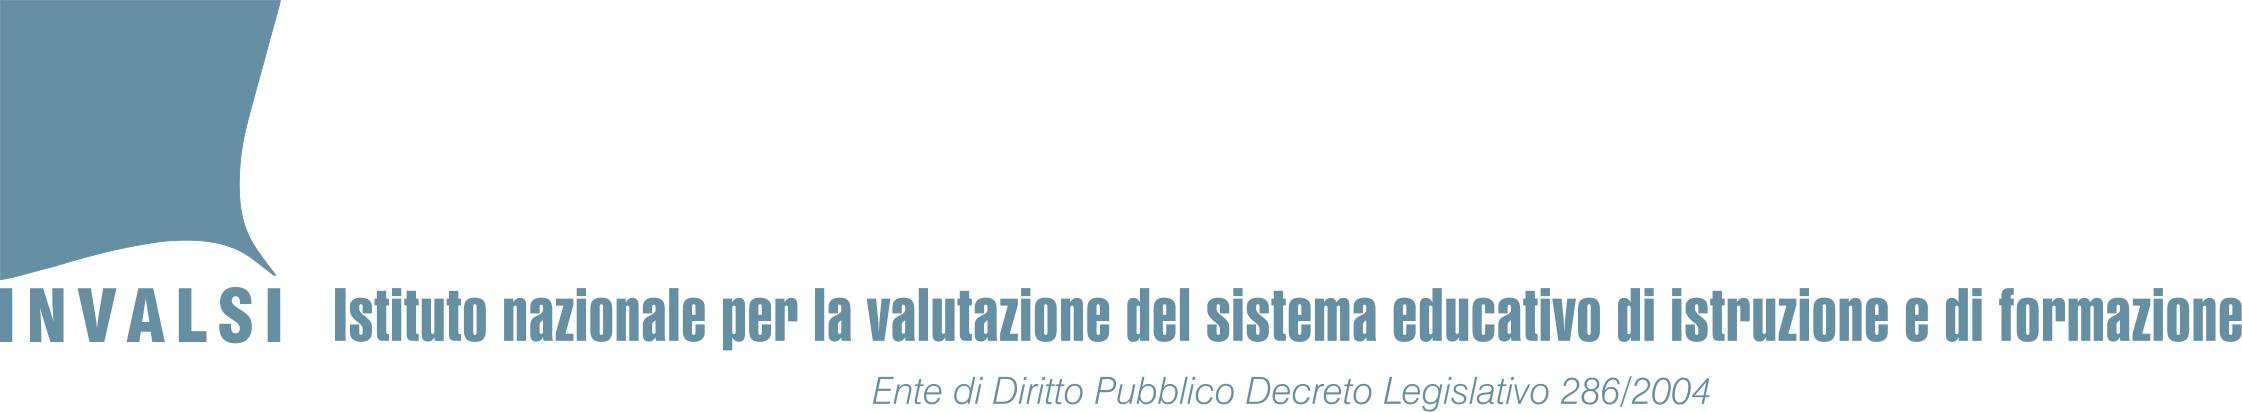 INVALSI Istituto nazionale per la valutazione del sistema educativo di istruzione e di formazione
Ente di Diritto Pubblico Decreto Legislativo 286/2004